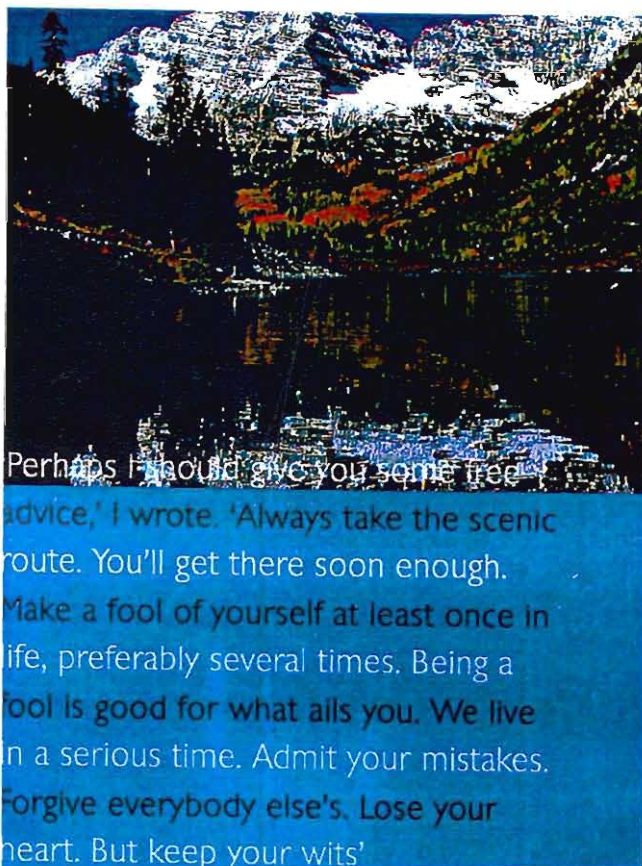 'Perhaps I should give you some free
advice,' I wrote. 'Always take the scenic
route. You'll get there soon enough.
Make a fool of yourself at least once in
life, preferably several times. Being a
fool is good for what ails you. We live
in a serious time. Admit your mistakes.
Forgive everybody else's. Lose your
heart. But keep your wits'